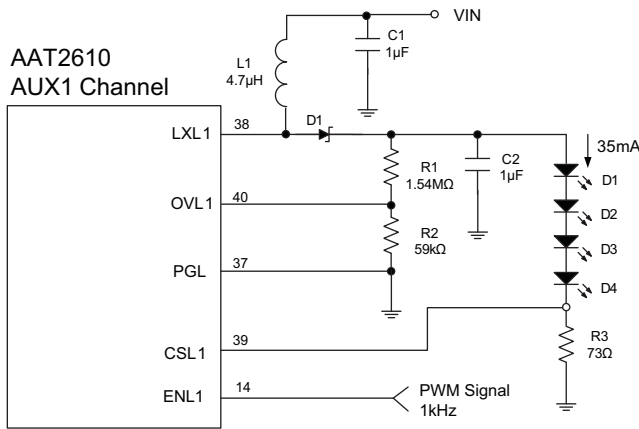 VIN
C1
1µF
L1
4.7µH
AAT2610
AUX1 Channel
LXL1
38
D1
35mA
R1
1.54MΩ
C2
1µF
D1
OVL1
40
D2
R2
59kΩ
D3
PGL
37
D4
CSL1
39
R3
73Ω
ENL1
14
PWM Signal
1kHz